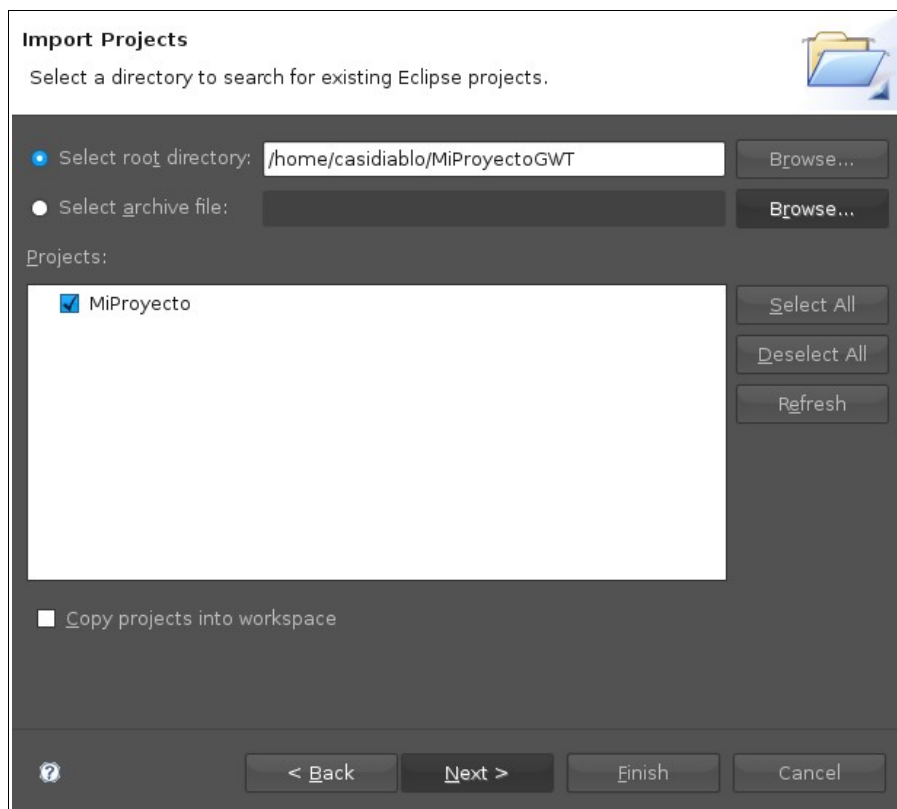 Import Projects
Select a directory to search for existing Eclipse projects.
Select root directory: /home/casidiablo/MiProyectoGWT Browse...
Select archive file: Browse...
Projects:
MiProyecto
Select All
Deselect All
Refresh
Copy projects into workspace
< Back Next > Finish Cancel